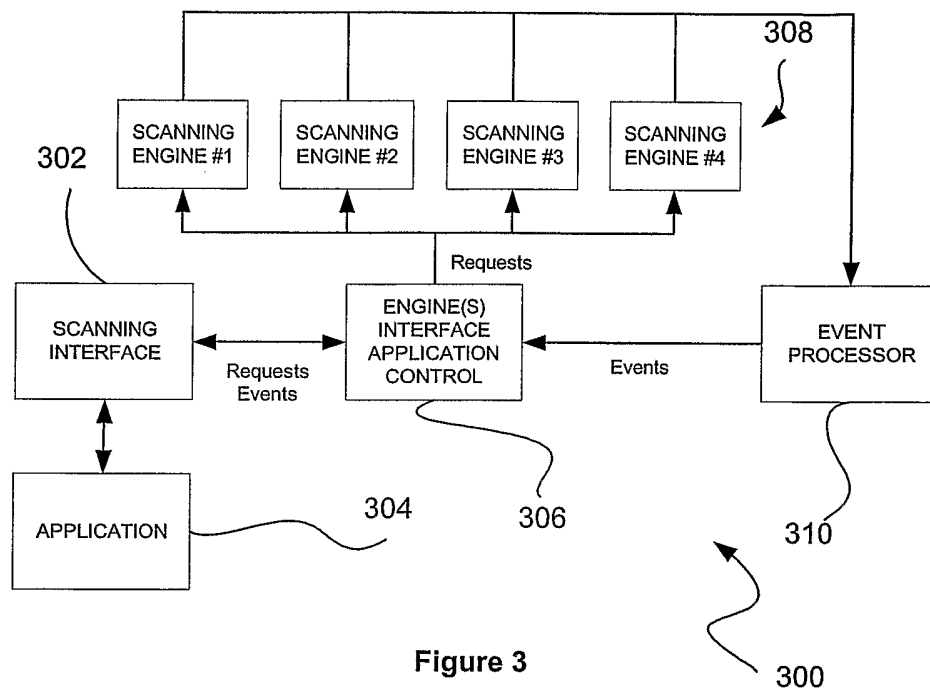 308
SCANNING
ENGINE #1
SCANNING
ENGINE #2
SCANNING
ENGINE #3
SCANNING
ENGINE #4
302
Requests
SCANNING
INTERFACE
Requests
Events
ENGINE(S)
INTERFACE
APPLICATION
CONTROL
Events
EVENT
PROCESSOR
APPLICATION
304
306
310
Figure 3
300